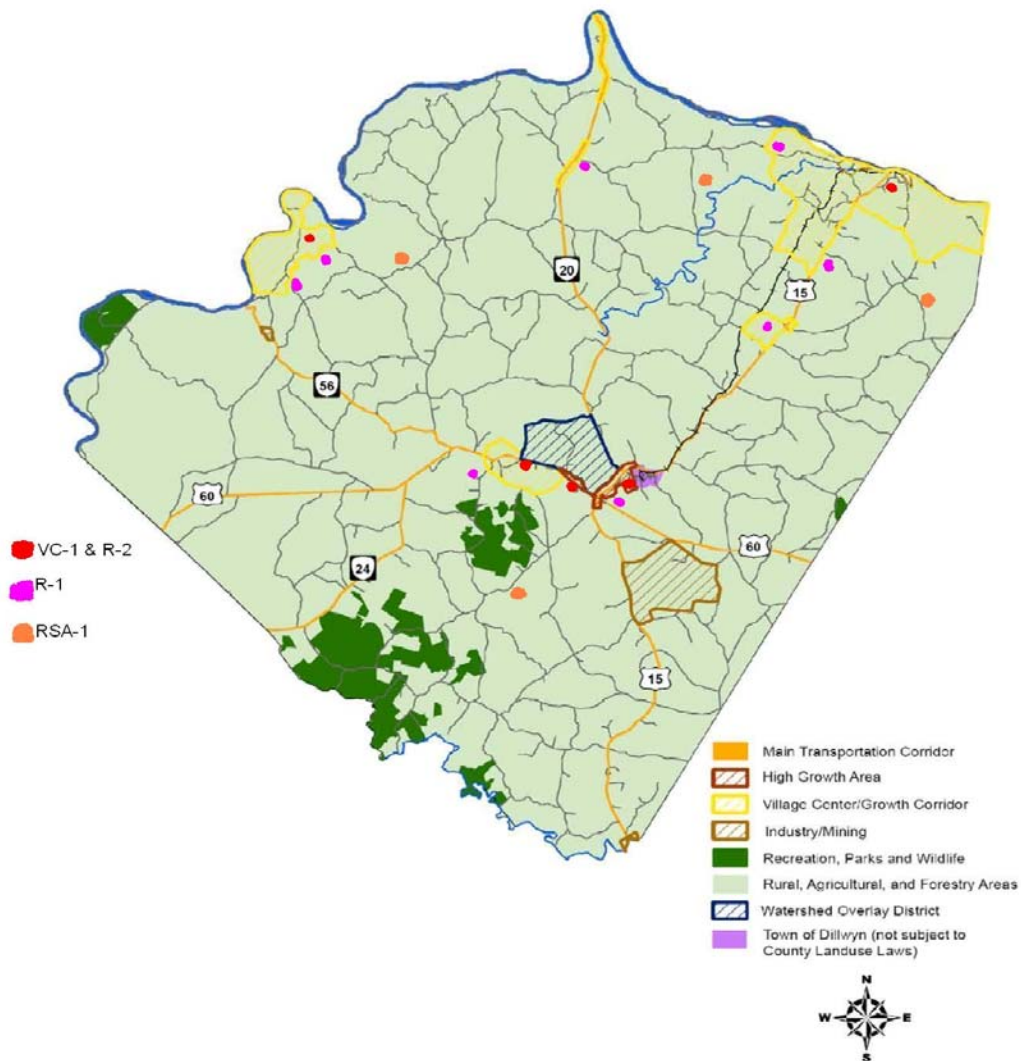 20
15
56
60
60
24
15
VC-1 & R-2
R-1
RSA-1
Main Transportation Corridor
High Growth Area
Village Center/Growth Corridor
Industry/Mining
Recreation, Parks and Wildlife
Rural, Agricultural, and Forestry Areas
Watershed Overlay District
Town of Dillwyn (not subject to
County Landuse Laws)
N
W
E
S